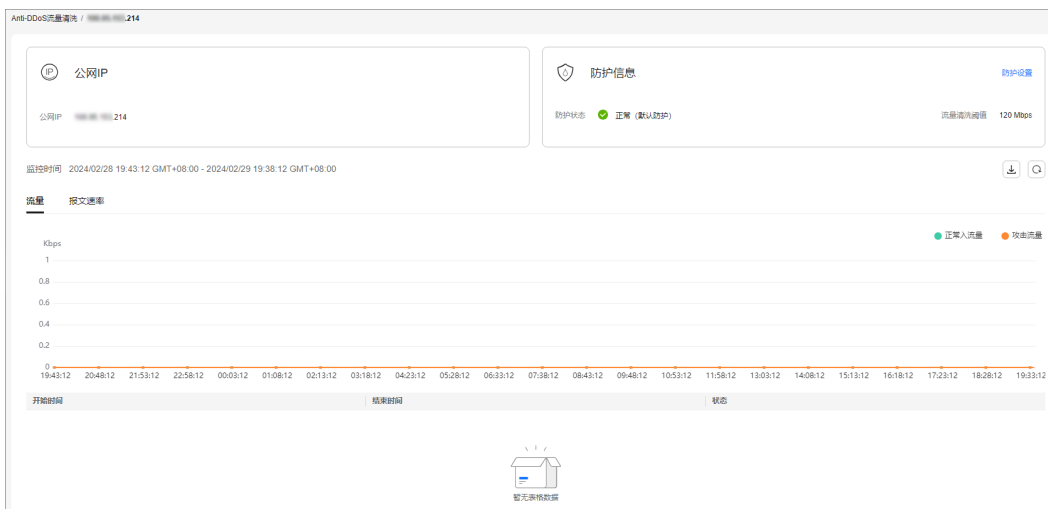 Anti-DDoS流量清洗 / .214
公网IP
公网IP .214
防护信息
防护设置
防护状态 正常（默认防护） 流量清洗阈值 120 Mbps
监控时间 2024/02/28 19:43:12 GMT+08:00 - 2024/02/29 19:38:12 GMT+08:00
流量 报文速率
正常入流量 攻击流量
Kbps
1
0.8
0.6
0.4
0.2
0
19:43:12 20:48:12 21:53:12 22:58:12 00:03:12 01:08:12 02:13:12 03:18:12 04:23:12 05:28:12 06:33:12 07:38:12 08:43:12 09:48:12 10:53:12 11:58:12 13:03:12 14:08:12 15:13:12 16:18:12 17:23:12 18:28:12 19:33:12
开始时间 结束时间 状态
暂无表格数据